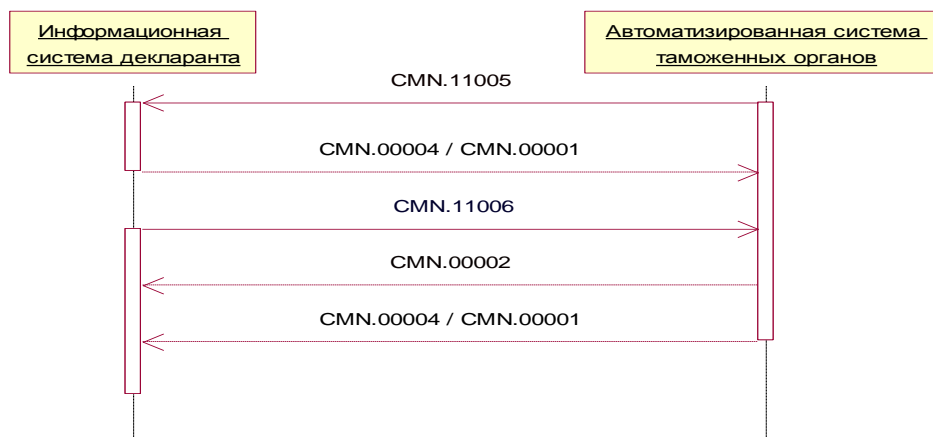 Информационная
система декларанта
Автоматизированная система
таможенных органов
CMN.11005
CMN.00004 / CMN.00001
CMN.11006
CMN.00002
CMN.00004 / CMN.00001